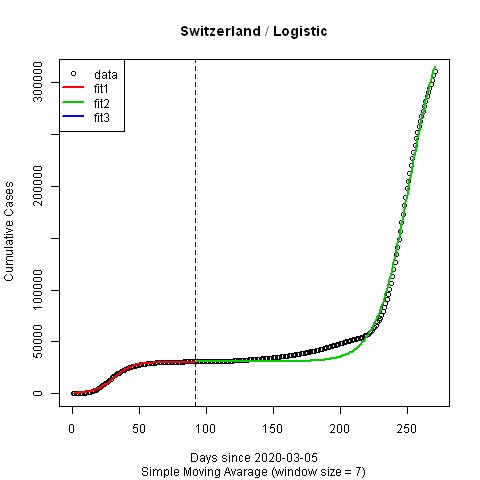 Switzerland / Logistic
data
fit1
fit2
fit3
Cumulative Cases
300000
200000
100000
50000
0
0 50 100 150 200 250
Days since 2020-03-05
Simple Moving Avarage (window size = 7)